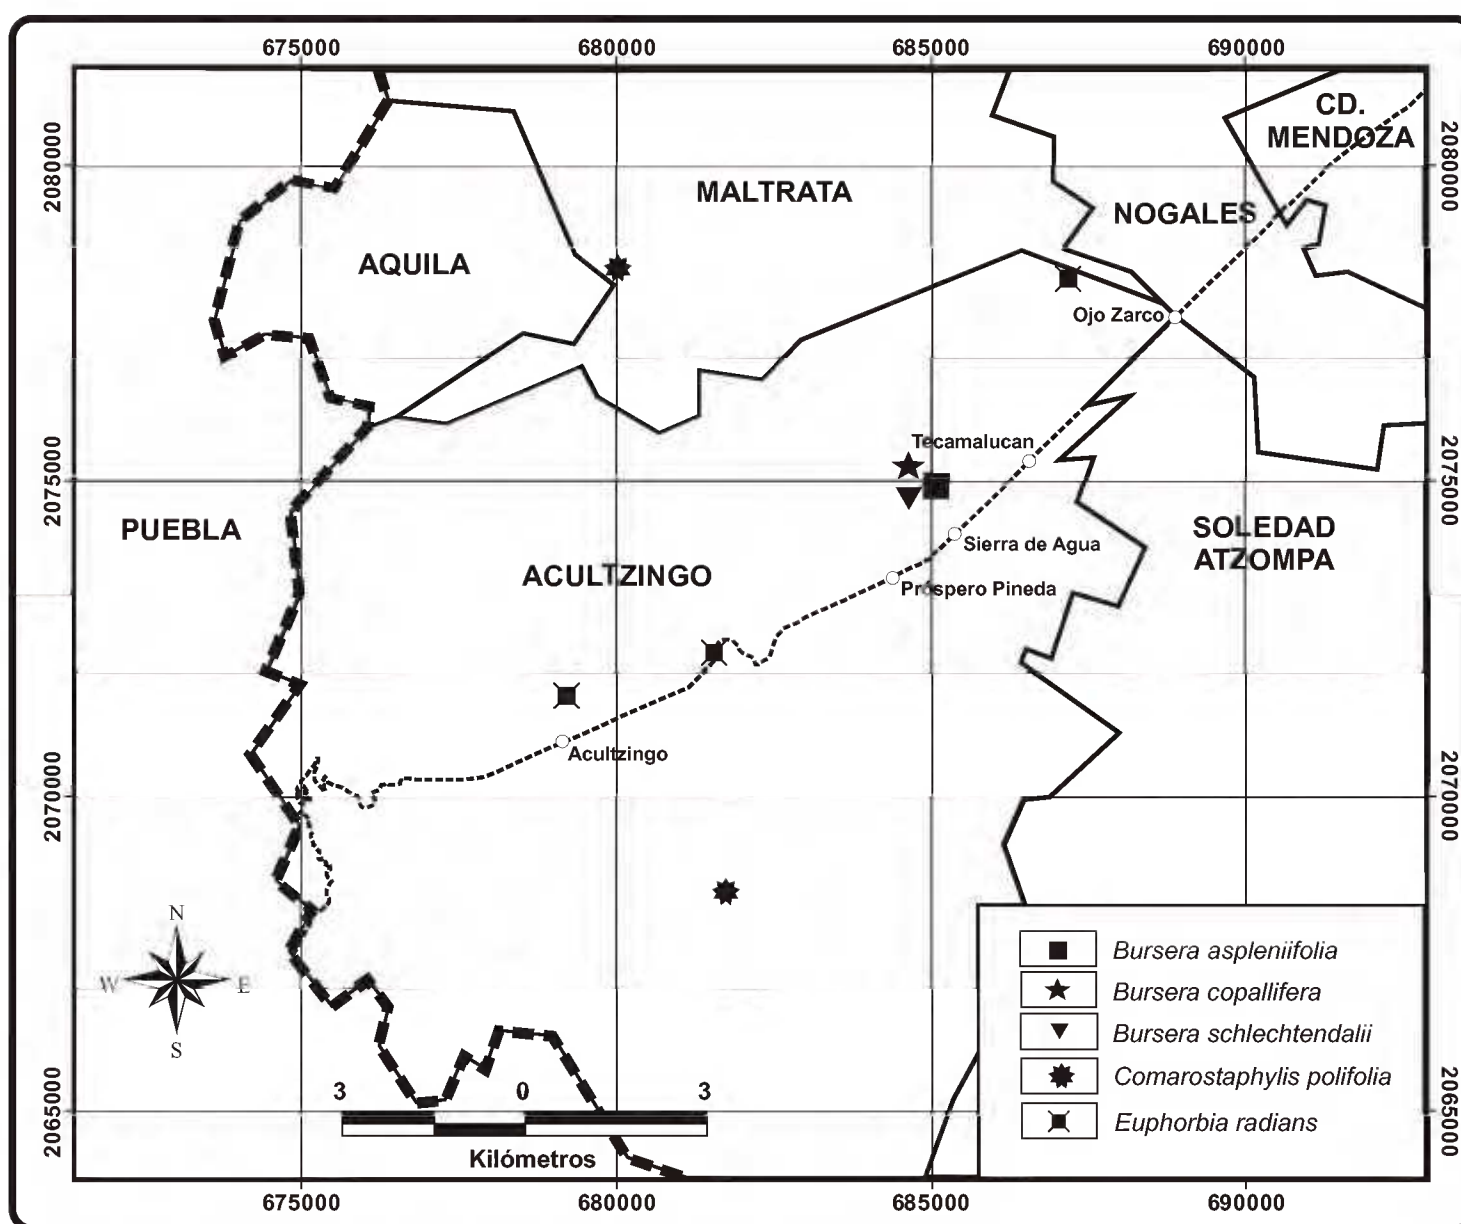 675000 680000 685000 690000
CD.
MENDOZA
2080000 2080000
MALTRATA
NOGALES
AQUILA
Ojo Zarco
Tecamalucan
2075000 2075000
PUEBLA
SOLEDAD
ATZOMPA
Sierra de Agua
ACULTZINGO
Próspero Pineda
Acultzingo
2070000 2070000
N
W E
S
Bursera aspleniifolia
Bursera copallifera
Bursera schlechtendalii
Comarostaphylis polifolia
Euphorbia radians
3 0 3
2065000 2065000
Kilómetros
675000 680000 685000 690000